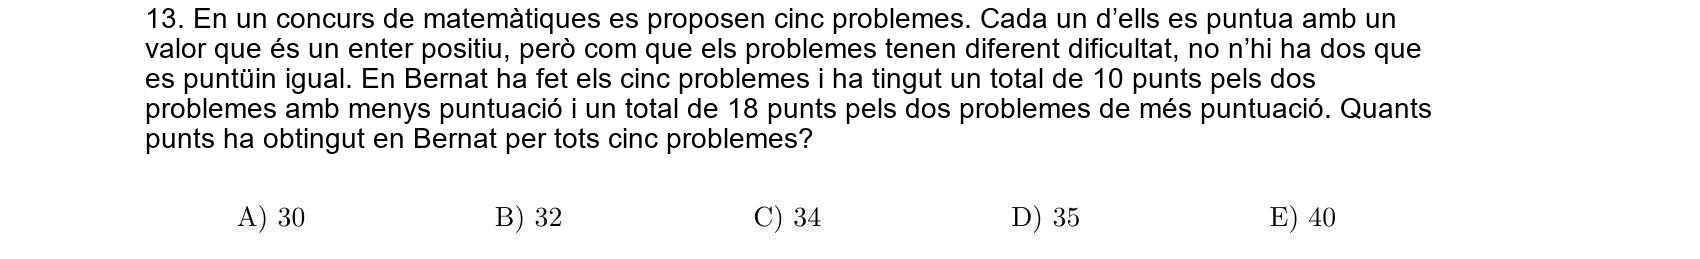 13. En un concurs de matemàtiques es proposen cinc problemes. Cada un d’ells es puntua amb un
valor que és un enter positiu, però com que els problemes tenen diferent dificultat, no n’hi ha dos que
es puntüin igual. En Bernat ha fet els cinc problemes i ha tingut un total de 10 punts pels dos
problemes amb menys puntuació i un total de 18 punts pels dos problemes de més puntuació. Quants
punts ha obtingut en Bernat per tots cinc problemes?
A) 30 B) 32 C) 34 D) 35 E) 40